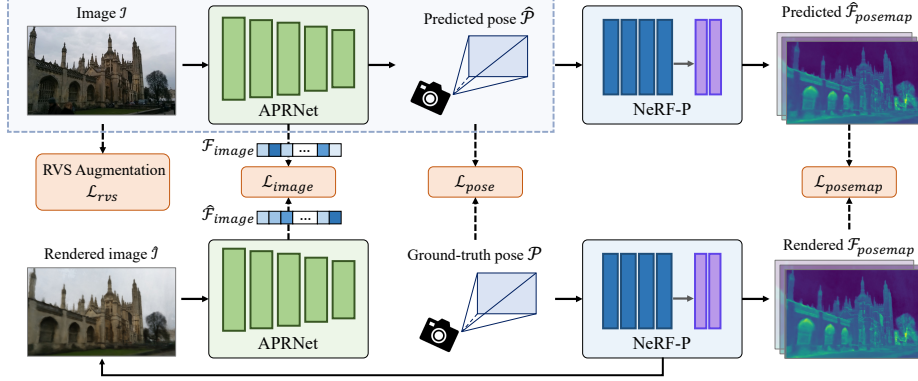 Image ℐ
Predicted pose 𝒫̂
Predicted ℱ̂_posemap
APRNet
NeRF-P
ℱ_image
...
RVS Augmentation
ℒ_rvs
ℒ_image
ℒ_pose
ℒ_posemap
ℱ̂_image
...
Rendered image ℐ̂
Ground-truth pose 𝒫
Rendered ℱ_posemap
APRNet
NeRF-P